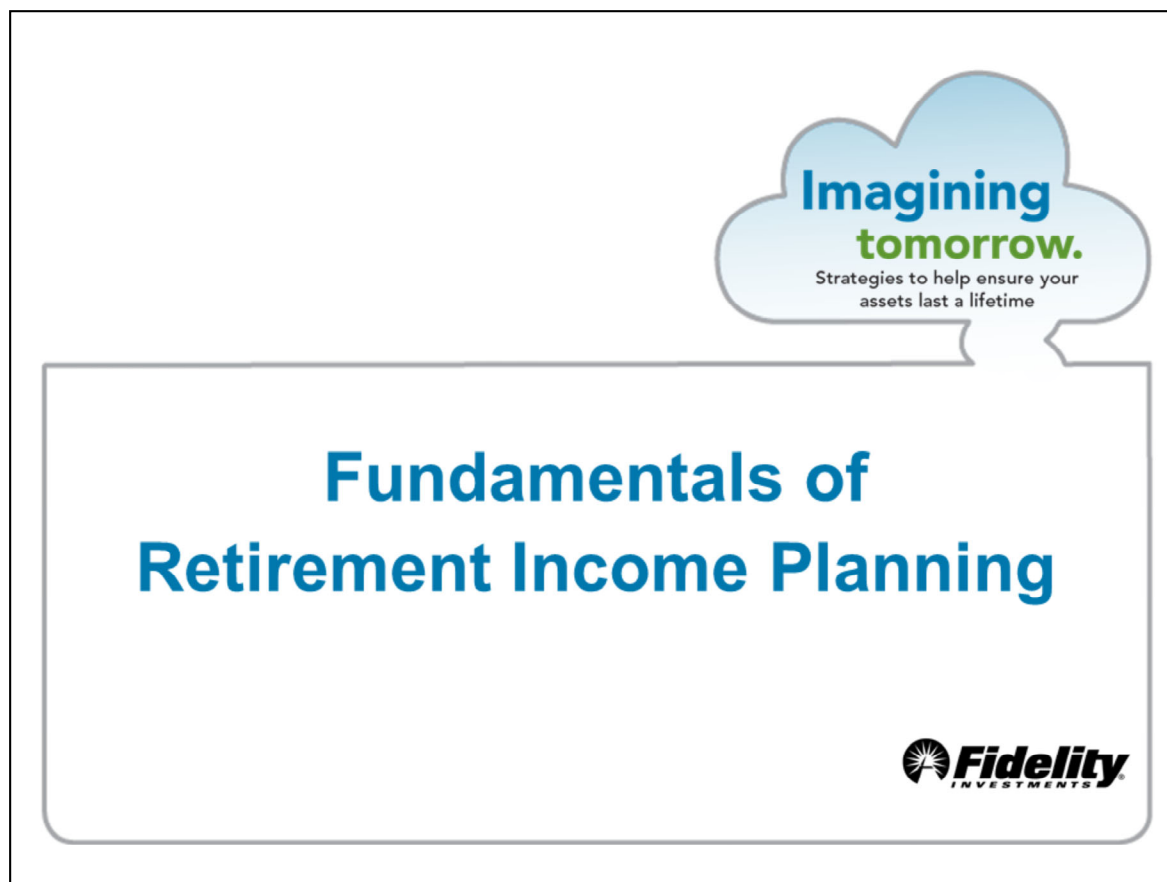 Imagining
tomorrow.
Strategies to help ensure your
assets last a lifetime
Fundamentals of
Retirement Income Planning
Fidelity®
INVESTMENTS